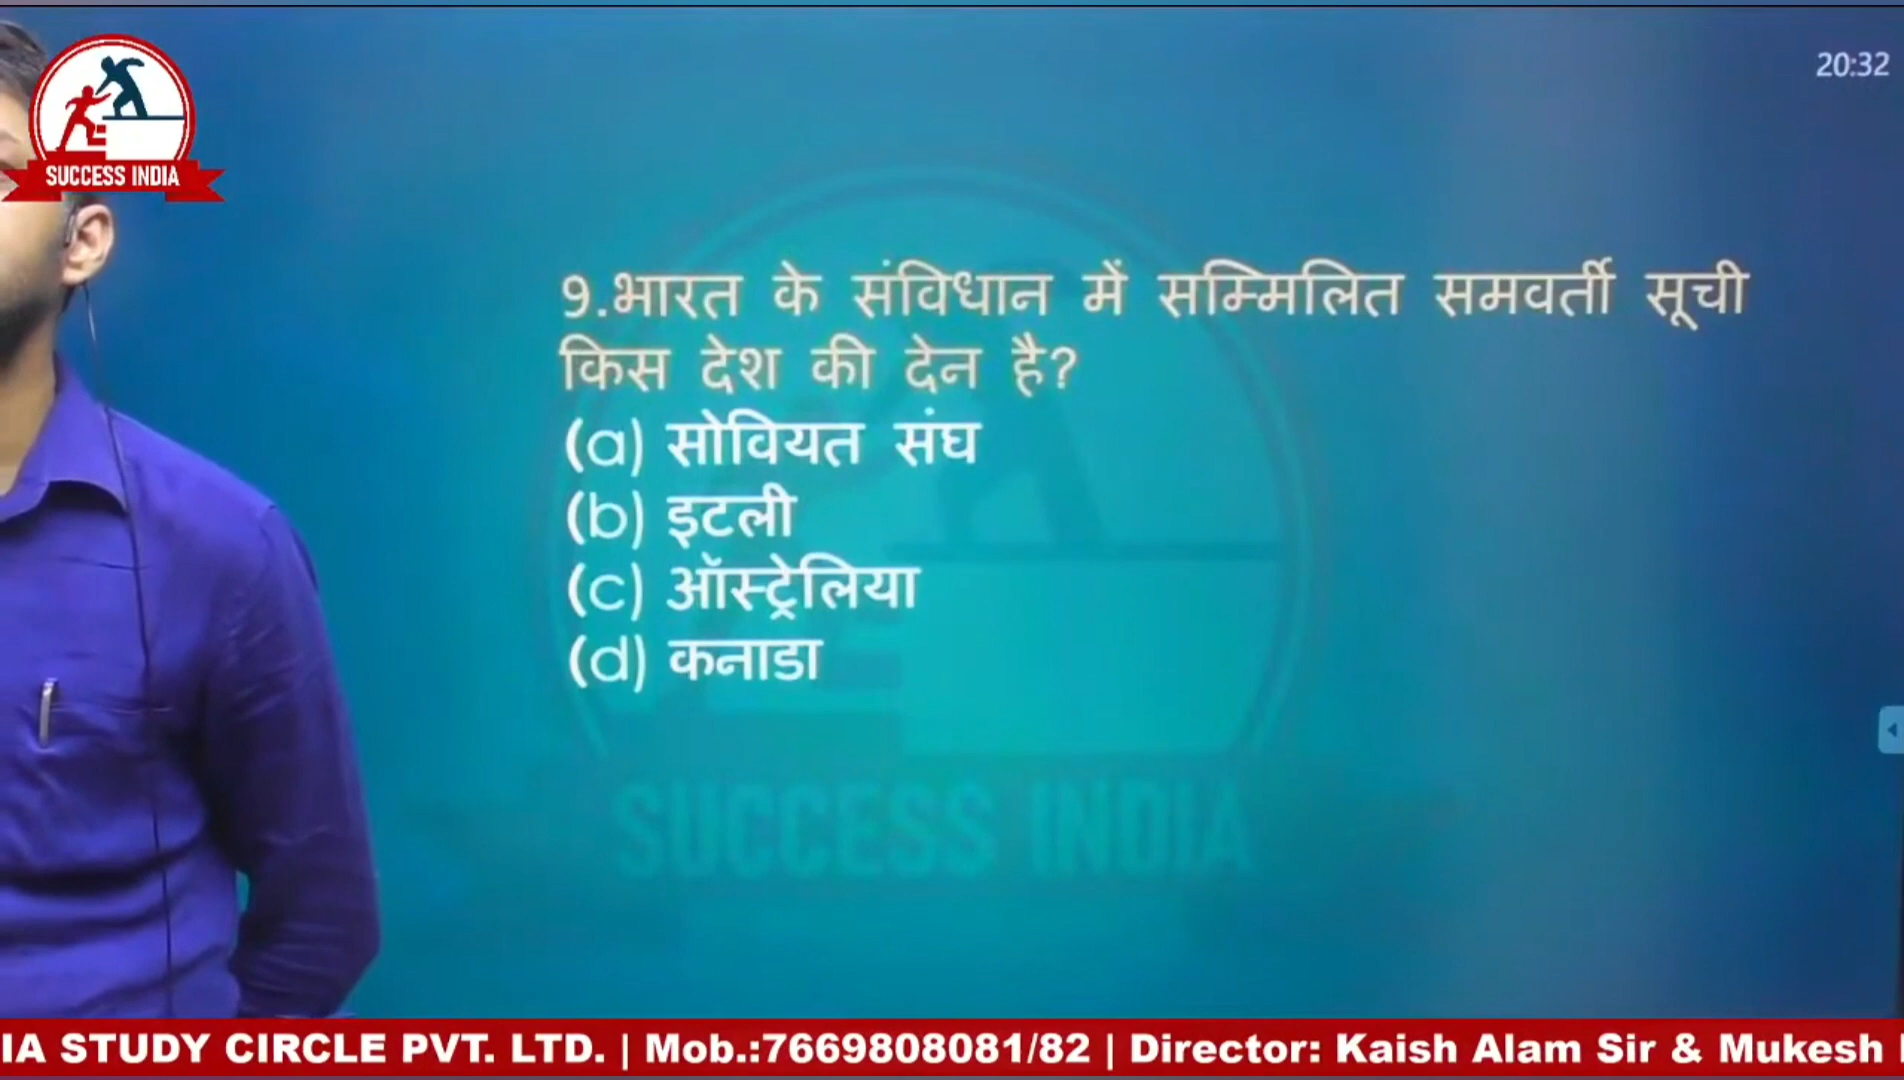 SUCCESS INDIA
20:32
9.भारत के संविधान में सम्मिलित समवर्ती सूची
किस देश की देन है?
(a) सोवियत संघ
(b) इटली
(c) ऑस्ट्रेलिया
(d) कनाडा
SUCCESS INDIA
IA STUDY CIRCLE PVT. LTD. | Mob.:7669808081/82 | Director: Kaish Alam Sir & Mukesh